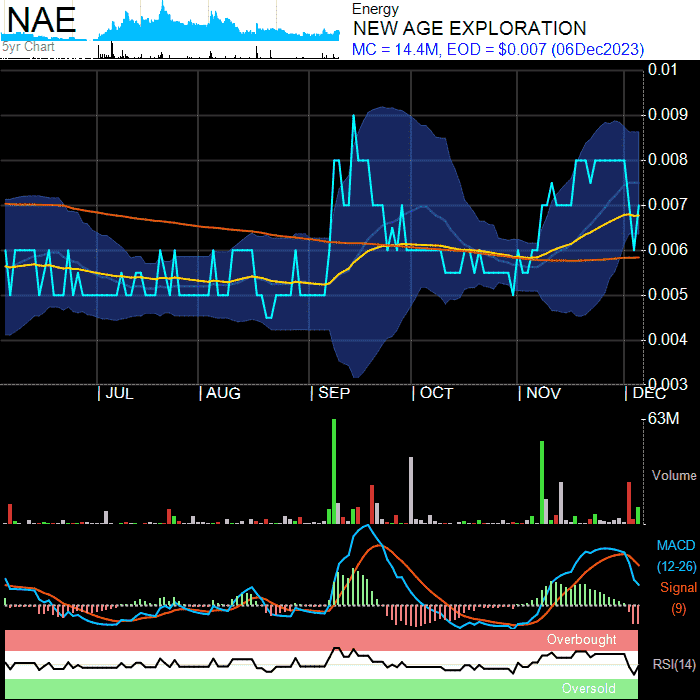 NAE
5yr Chart
Energy
NEW AGE EXPLORATION
MC = 14.4M, EOD = $0.007 (06Dec2023)
0.01
0.009
0.008
0.007
0.006
0.005
0.004
0.003
| JUL | AUG | SEP | OCT | NOV | DEC
63M
Volume
MACD
(12-26)
Signal
(9)
Overbought
RSI(14)
Oversold